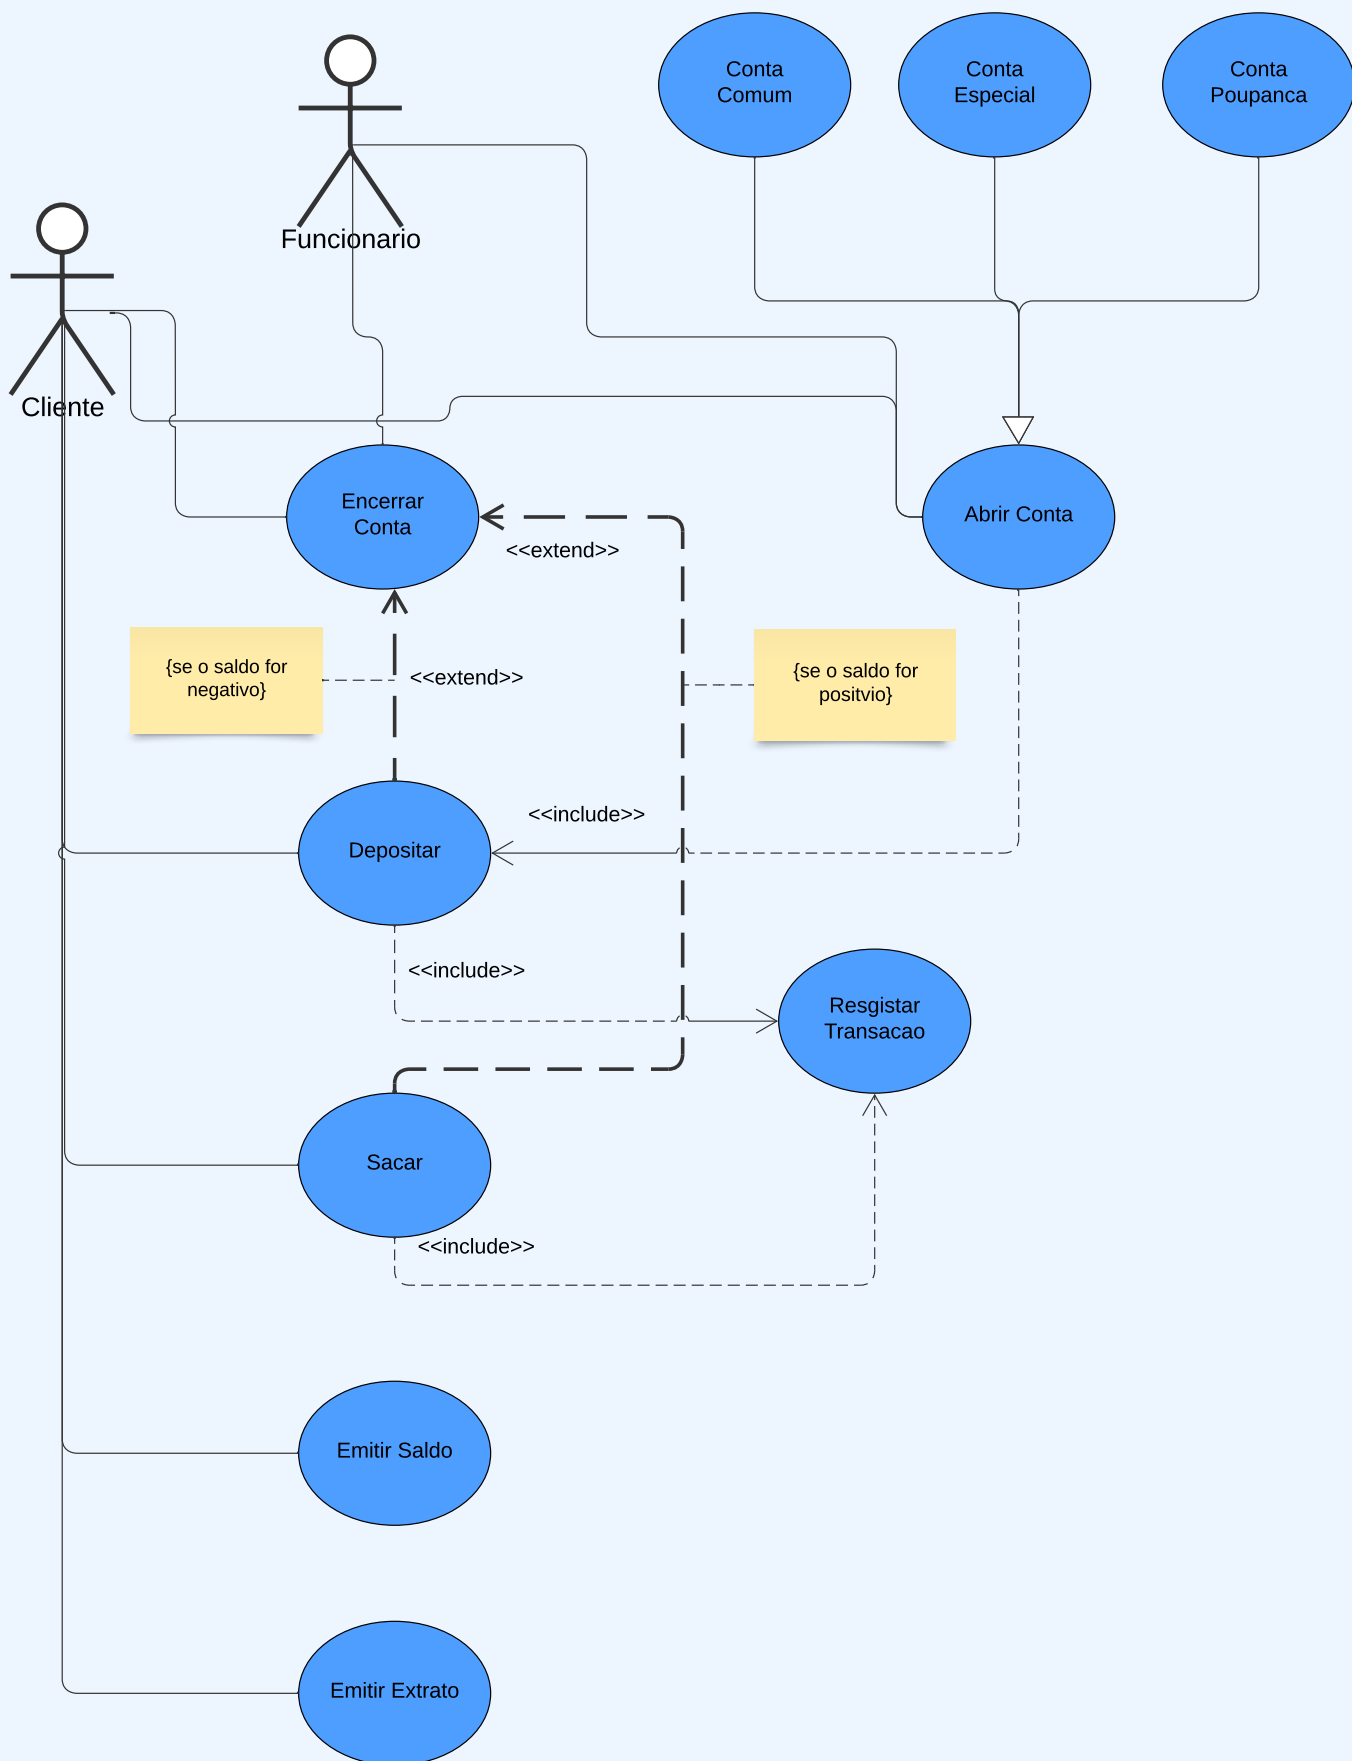 Conta
Comum
Conta
Especial
Conta
Poupanca
Funcionario
Cliente
Encerrar
Conta
Abrir Conta
<<extend>>
{se o saldo for
negativo}
<<extend>>
{se o saldo for
positvio}
<<include>>
Depositar
<<include>>
Resgistar
Transacao
Sacar
<<include>>
Emitir Saldo
Emitir Extrato